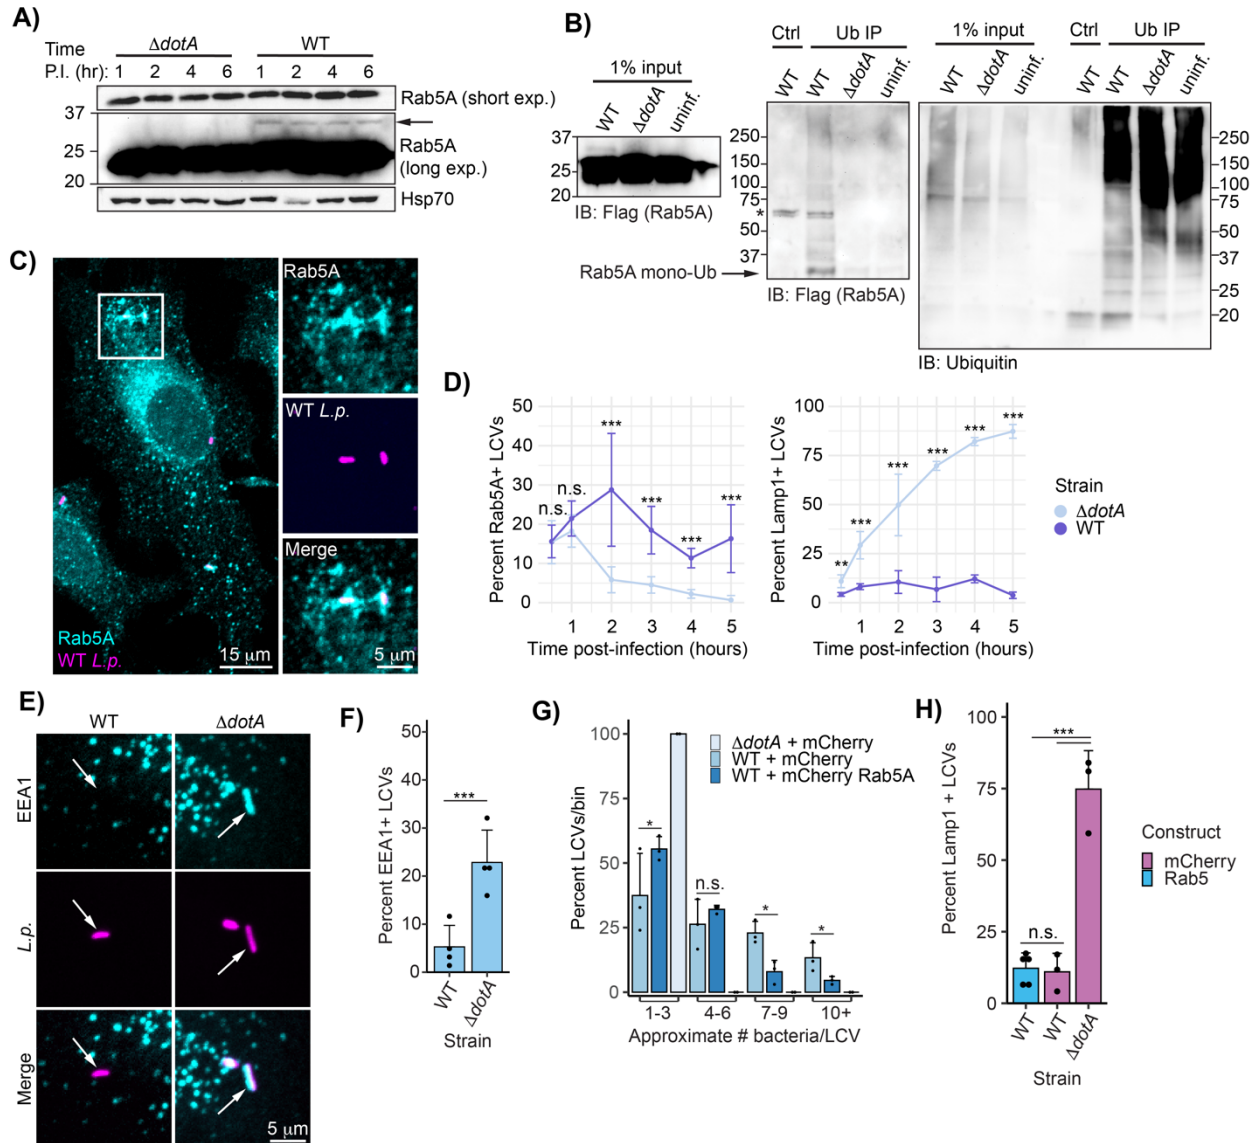 A)
Time
P.I. (hr):
ΔdotA
WT
1 2 4 6 1 2 4 6
Rab5A (short exp.)
37
25
20
Rab5A
(long exp.)
Hsp70
B)
1% input
WT
ΔdotA
uninf.
37
25
20
IB: Flag (Rab5A)
Ctrl
Ub IP
WT
WT
ΔdotA
uninf.
250
150
100
75
*
50
37
Rab5A mono-Ub
IB: Flag (Rab5A)
1% input
Ctrl
Ub IP
WT
ΔdotA
uninf.
WT
ΔdotA
uninf.
250
150
100
75
50
37
25
20
IB: Ubiquitin
C)
Rab5A
WT L.p.
15 μm
Rab5A
WT L.p.
Merge
5 μm
D)
Percent Rab5A+ LCVs
50
40
30
20
10
0
n.s.
n.s.
***
***
***
***
1 2 3 4 5
Time post-infection (hours)
Percent Lamp1+ LCVs
100
75
50
25
0
**
***
***
***
***
***
1 2 3 4 5
Time post-infection (hours)
Strain
ΔdotA
WT
E)
WT
ΔdotA
EEA1
L.p.
Merge
5 μm
F)
Percent EEA1+ LCVs
50
40
30
20
10
0
***
WT
ΔdotA
Strain
G)
Percent LCVs/bin
100
75
50
25
0
ΔdotA + mCherry
WT + mCherry
WT + mCherry Rab5A
*
n.s.
*
*
1-3 4-6 7-9 10+
Approximate # bacteria/LCV
H)
Percent Lamp1 + LCVs
100
75
50
25
0
***
n.s.
WT
WT
ΔdotA
Strain
Construct
mCherry
Rab5